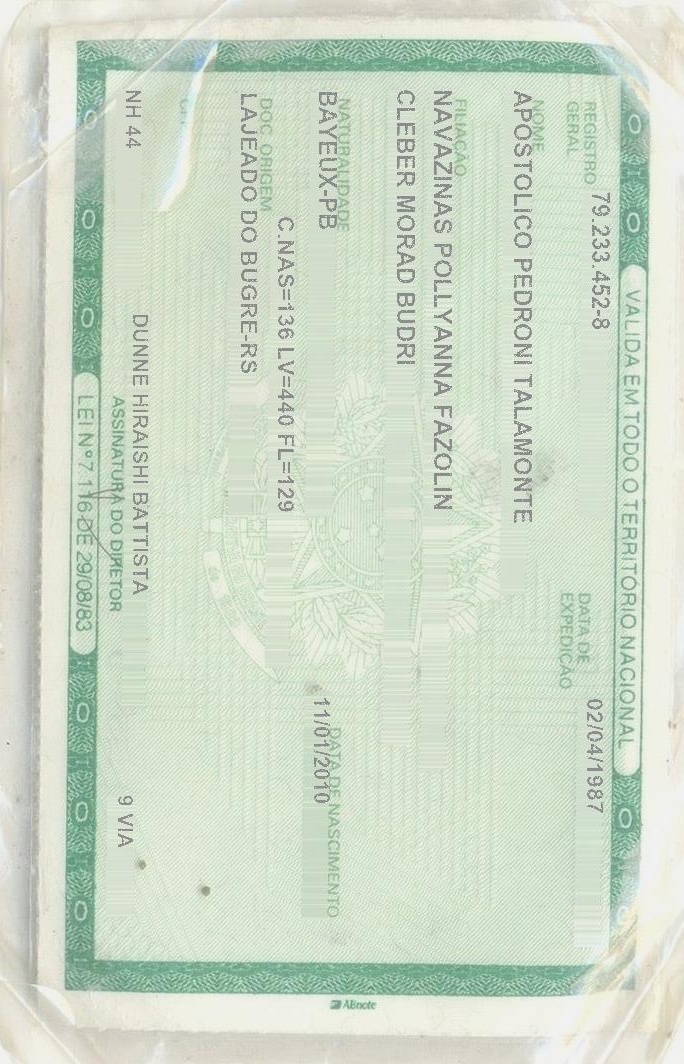 VALIDA EM TODO O TERRITÓRIO NACIONAL
REGISTRO GERAL 79.233.452-8 DATA DE EXPEDIÇÃO 02/04/1987
NOME
APOSTOLICO PEDRONI TALAMONTE
FILIAÇÃO
NAVAZINAS POLLYANNA FAZOLIN
CLEBER MORAD BUDRI
NATURALIDADE DATA DE NASCIMENTO
BAYEUX-PB 11/01/2010
C.NAS=136 LV=440 FL=129
DOC ORIGEM
LAJEADO DO BUGRE-RS
NH 44 DUNNE HIRAISHI BATTISTA 9 VIA
ASSINATURA DO DIRETOR
LEI Nº 7.116 DE 29/08/83
ABnote